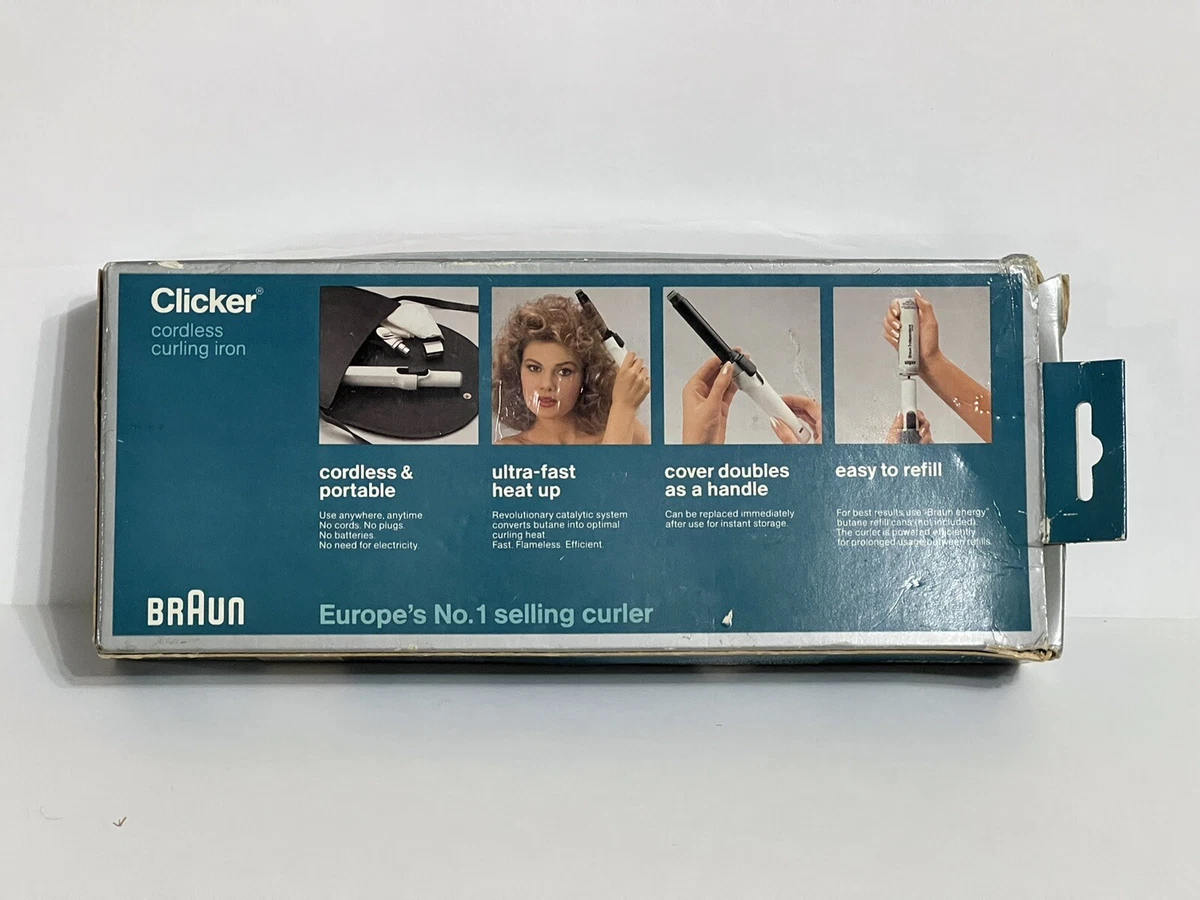 Clicker®
cordless
curling iron
cordless &
portable
Use anywhere, anytime
No cords. No plugs.
No batteries.
No need for electricity.
ultra-fast
heat up
Revolutionary catalytic system
converts butane into optimal
curling heat.
Fast. Flameless. Efficient.
cover doubles
as a handle
Can be replaced immediately
after use for instant storage.
easy to refill
For best results use "Braun energy"
butane refill cans (not included).
The curler is powered efficiently
for prolonged usage between refills.
BRAUN
Europe's No.1 selling curler